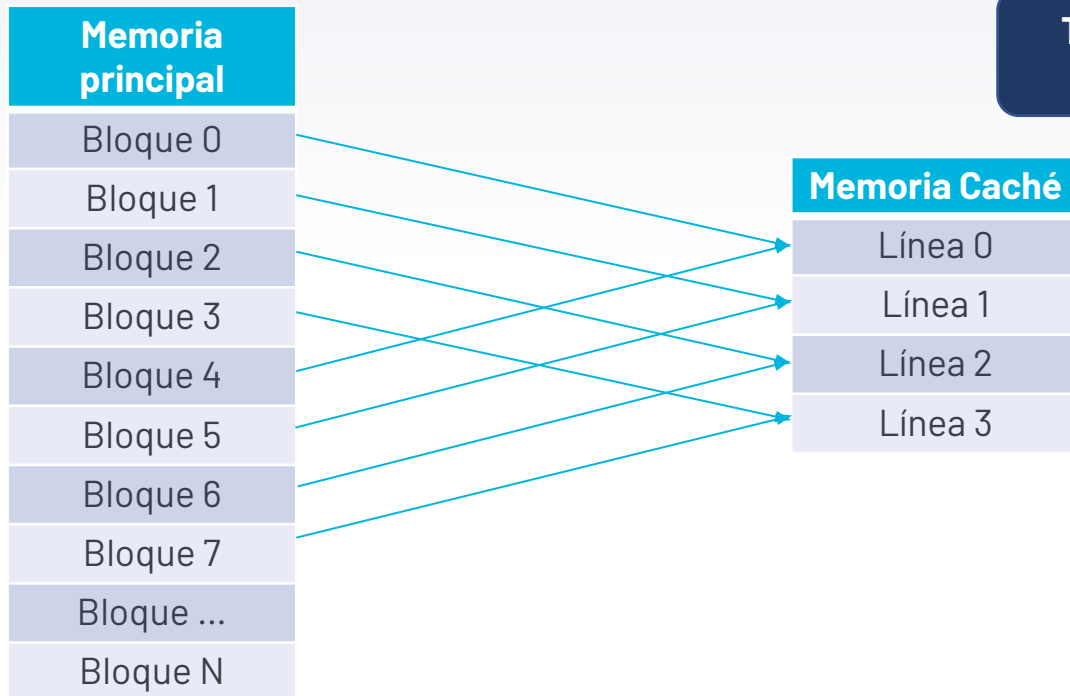 Memoria
principal
Bloque 0
Bloque 1
Bloque 2
Bloque 3
Bloque 4
Bloque 5
Bloque 6
Bloque 7
Bloque ...
Bloque N
Memoria Caché
Línea 0
Línea 1
Línea 2
Línea 3